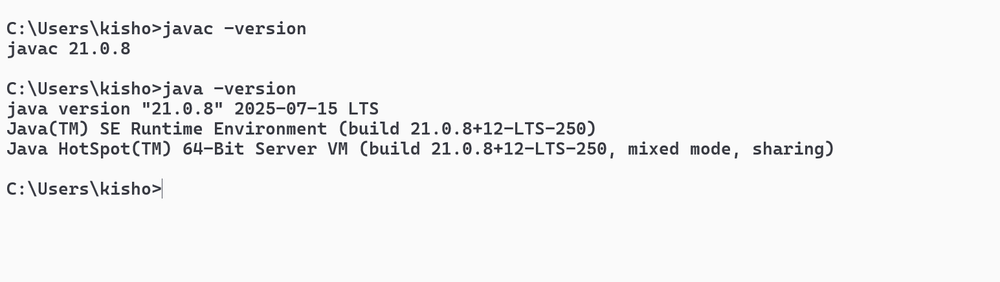 C:\Users\kisho>javac -version
javac 21.0.8
C:\Users\kisho>java -version
java version "21.0.8" 2025-07-15 LTS
Java(TM) SE Runtime Environment (build 21.0.8+12-LTS-250)
Java HotSpot(TM) 64-Bit Server VM (build 21.0.8+12-LTS-250, mixed mode, sharing)
C:\Users\kisho>